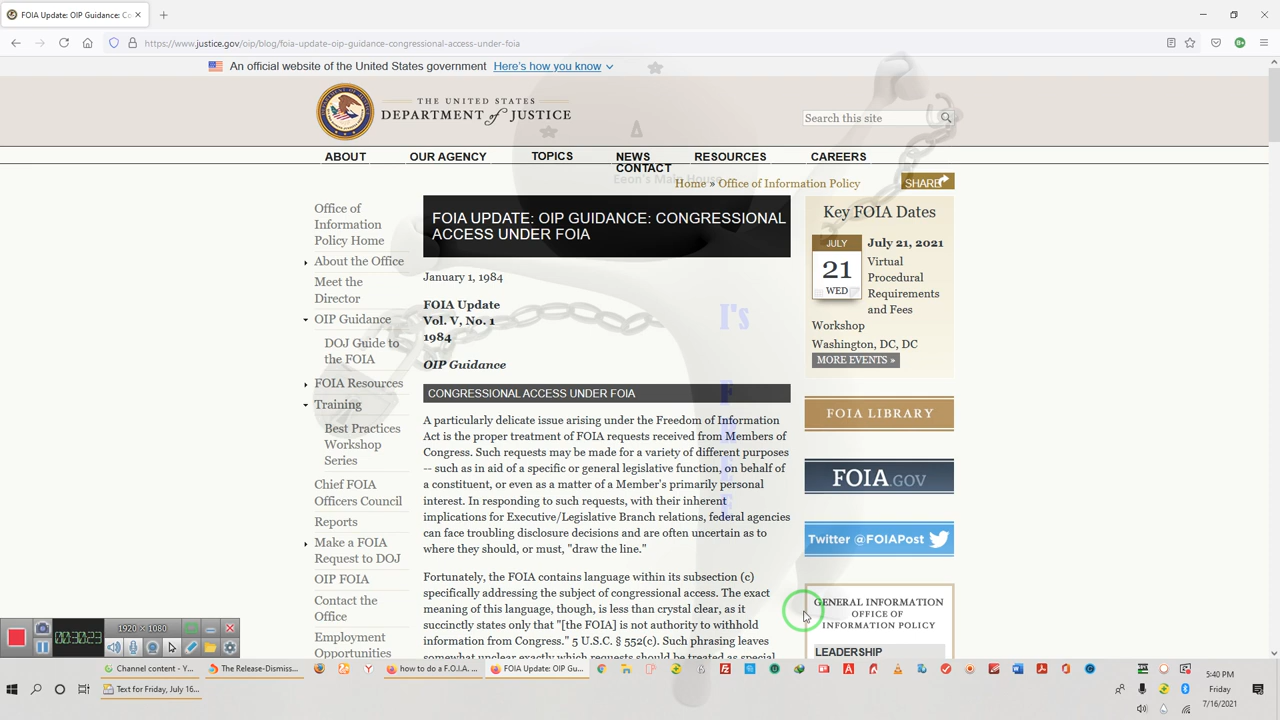 FOIA Update: OIP Guidance: Co
https://www.justice.gov/oip/blog/foia-update-oip-guidance-congressional-access-under-foia
An official website of the United States government Here's how you know
THE UNITED STATES
DEPARTMENT of JUSTICE
Search this site
ABOUT OUR AGENCY TOPICS NEWS RESOURCES CAREERS
CONTACT
Eeon's Main House
Home » Office of Information Policy
SHARE
Office of
Information
Policy Home
About the Office
Meet the
Director
OIP Guidance
DOJ Guide to
the FOIA
FOIA Resources
Training
Best Practices
Workshop
Series
Chief FOIA
Officers Council
Reports
Make a FOIA
Request to DOJ
OIP FOIA
Contact the
Office
Employment
Opportunities
FOIA UPDATE: OIP GUIDANCE: CONGRESSIONAL
ACCESS UNDER FOIA
January 1, 1984
FOIA Update
Vol. V, No. 1
1984
OIP Guidance
CONGRESSIONAL ACCESS UNDER FOIA
A particularly delicate issue arising under the Freedom of Information
Act is the proper treatment of FOIA requests received from Members of
Congress. Such requests may be made for a variety of different purposes
-- such as in aid of a specific or general legislative function, on behalf of
a constituent, or even as a matter of a Member's primarily personal
interest. In responding to such requests, with their inherent
implications for Executive/Legislative Branch relations, federal agencies
can face troubling disclosure decisions and are often uncertain as to
where they should, or must, "draw the line."
Fortunately, the FOIA contains language within its subsection (c)
specifically addressing the subject of congressional access. The exact
meaning of this language, though, is less than crystal clear, as it
succinctly states only that "[the FOIA] is not authority to withhold
information from Congress." 5 U.S.C. § 552(c). Such phrasing leaves
somewhat unclear exactly which requests should be treated as special
I's
Key FOIA Dates
JULY
21
WED
July 21, 2021
Virtual
Procedural
Requirements
and Fees
Workshop
Washington, DC, DC
MORE EVENTS »
FOIA LIBRARY
FOIA.GOV
Twitter @FOIAPost
GENERAL INFORMATION
OFFICE OF
INFORMATION POLICY
LEADERSHIP
00:30:23
1920 × 1080
Channel content - Y...
The Release-Dismiss...
how to do a F.O.I.A. ...
FOIA Update: OIP Gu...
Text for Friday, July 16...
5:40 PM
Friday
7/16/2021